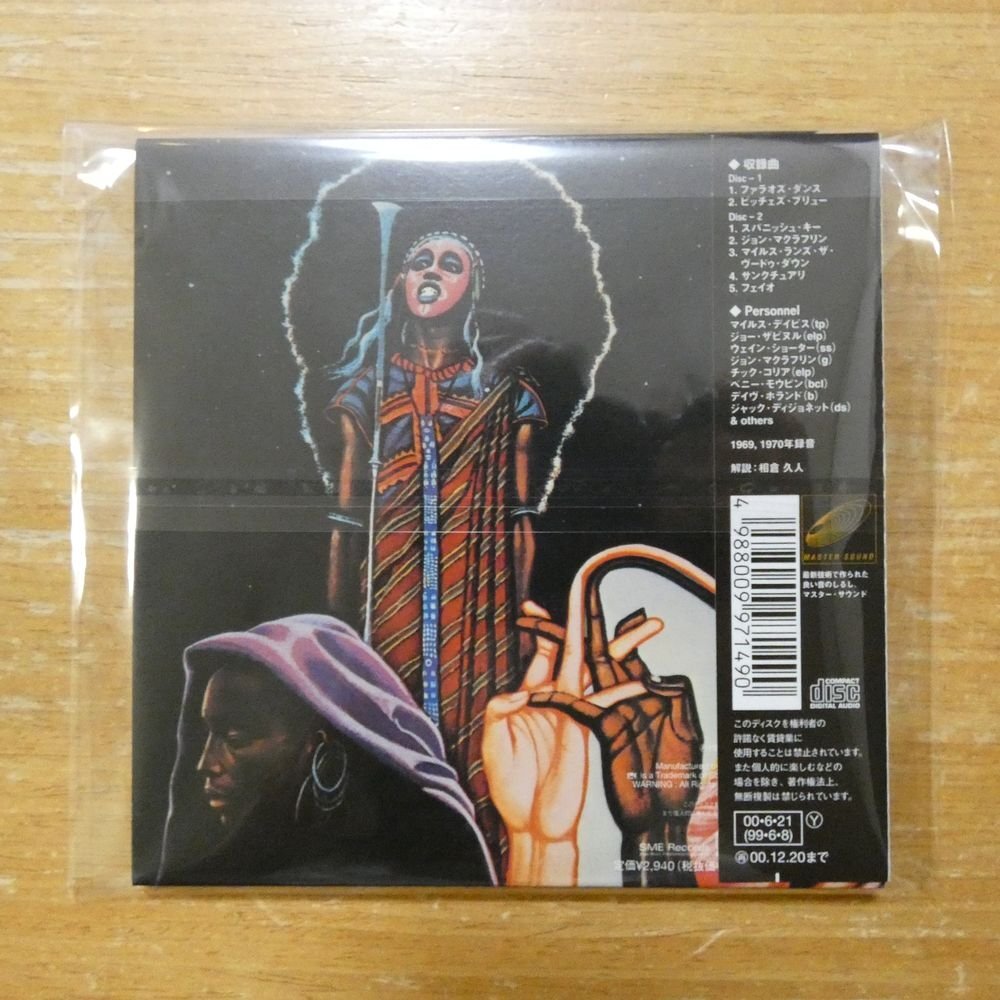 ◆ 収録曲
Disc-1
1. ファラオズ・ダンス
2. ビッチェズ・ブリュー
Disc-2
1. スパニッシュ・キー
2. ジョン・マクラフリン
3. マイルス・ランズ・ザ・
ヴードゥ・ダウン
4. サンクチュアリ
5. フェイオ
◆ Personnel
マイルス・デイビス(tp)
ジョー・ザビヌル(elp)
ウェイン・ショーター(ss)
ジョン・マクラフリン(g)
チック・コリア(elp)
ベニー・モウピン(bcl)
デイヴ・ホランド(b)
ジャック・ディジョネット(ds)
& others
1969, 1970年録音
解説：相倉 久人
4 988009 971490
MASTER SOUND
最新技術で作られた
良い音のしるし、
マスター・サウンド
COMPACT
disc
DIGITAL AUDIO
このディスクを権利者の
許諾なく賃貸業に
使用することは禁止されています。
また個人的に楽しむなどの
場合を除き、著作権法上、
無断複製は禁じられています。
00・6・21
(99・6・8)
Y
再00.12.20まで
Manufactured
is a Trademark of
WARNING : All
SME Records
定価¥2,940 (税抜価